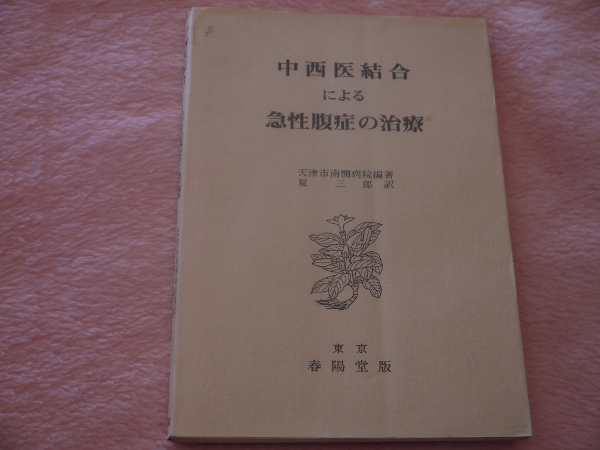 中西医結合
による
急性腹症の治療
天津市南開病院編著
夏三郎訳
東京
春陽堂版